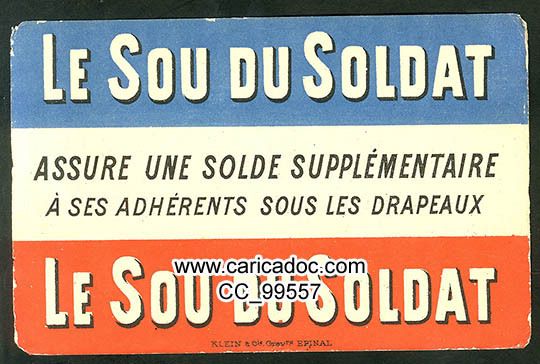 LE SOU DU SOLDAT
ASSURE UNE SOLDE SUPPLÉMENTAIRE
À SES ADHÉRENTS SOUS LES DRAPEAUX
www.caricadoc.com
CC_99557
LE SOU DU SOLDAT
KLEIN & Cie. Graveurs EPINAL